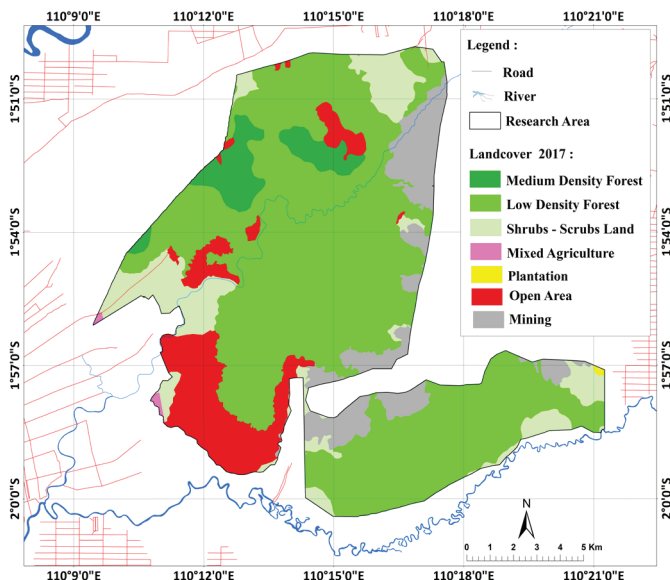 110°9'0"E 110°12'0"E 110°15'0"E 110°18'0"E 110°21'0"E
Legend :
Road
River
Research Area
Landcover 2017 :
Medium Density Forest
Low Density Forest
Shrubs - Scrubs Land
Mixed Agriculture
Plantation
Open Area
Mining
1°51'0"S 1°51'0"S
1°54'0"S 1°54'0"S
1°57'0"S 1°57'0"S
2°0'0"S 2°0'0"S
N
0 1 2 3 4 5 Km
110°9'0"E 110°12'0"E 110°15'0"E 110°18'0"E 110°21'0"E